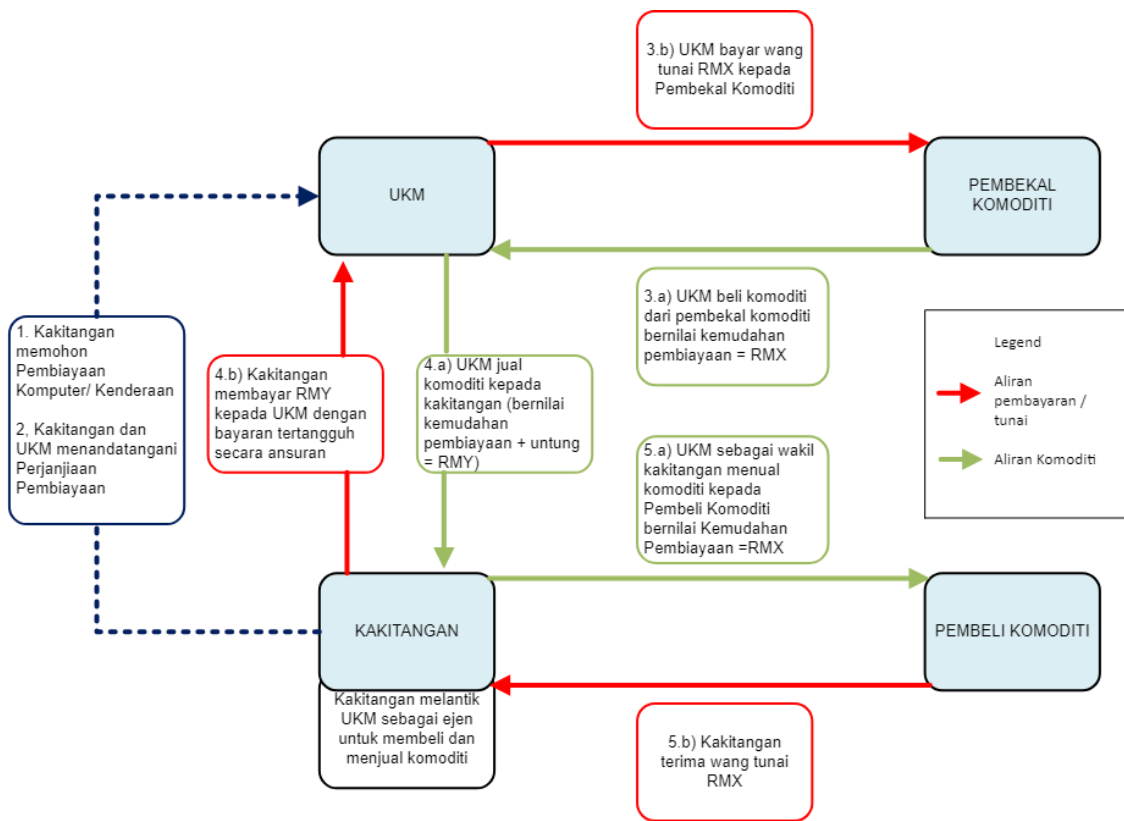 3.b) UKM bayar wang
tunai RMX kepada
Pembekal Komoditi
UKM
PEMBEKAL
KOMODITI
1. Kakitangan
memohon
Pembiayaan
Komputer/ Kenderaan
2, Kakitangan dan
UKM menandatangani
Perjanjiaan
Pembiayaan
4.b) Kakitangan
membayar RMY
kepada UKM dengan
bayaran tertangguh
secara ansuran
4.a) UKM jual
komoditi kepada
kakitangan (bernilai
kemudahan
pembiayaan + untung
= RMY)
3.a) UKM beli komoditi
dari pembekal komoditi
bernilai kemudahan
pembiayaan = RMX
5.a) UKM sebagai wakil
kakitangan menual
komoditi kepada
Pembeli Komoditi
bernilai Kemudahan
Pembiayaan =RMX
Legend
Aliran
pembayaran /
tunai
Aliran Komoditi
KAKITANGAN
PEMBELI KOMODITI
Kakitangan melantik
UKM sebagai ejen
untuk membeli dan
menjual komoditi
5.b) Kakitangan
terima wang tunai
RMX